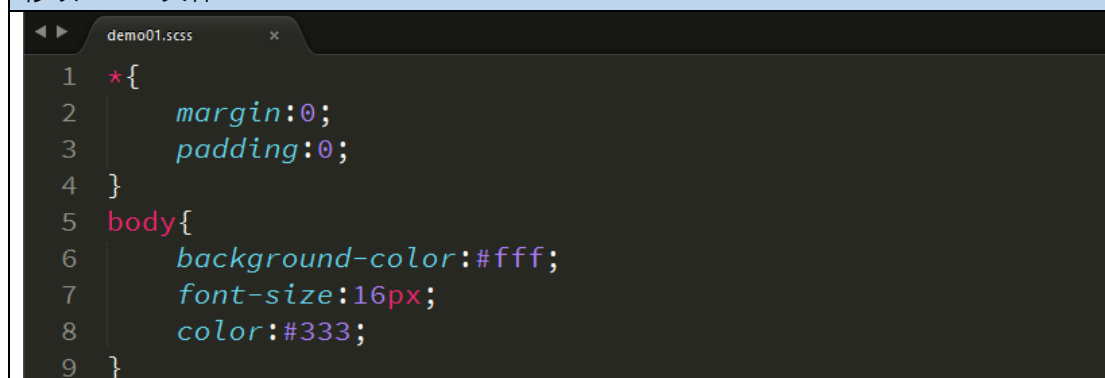 demo01.scss ×
1 *{
2 margin:0;
3 padding:0;
4 }
5 body{
6 background-color:#fff;
7 font-size:16px;
8 color:#333;
9 }